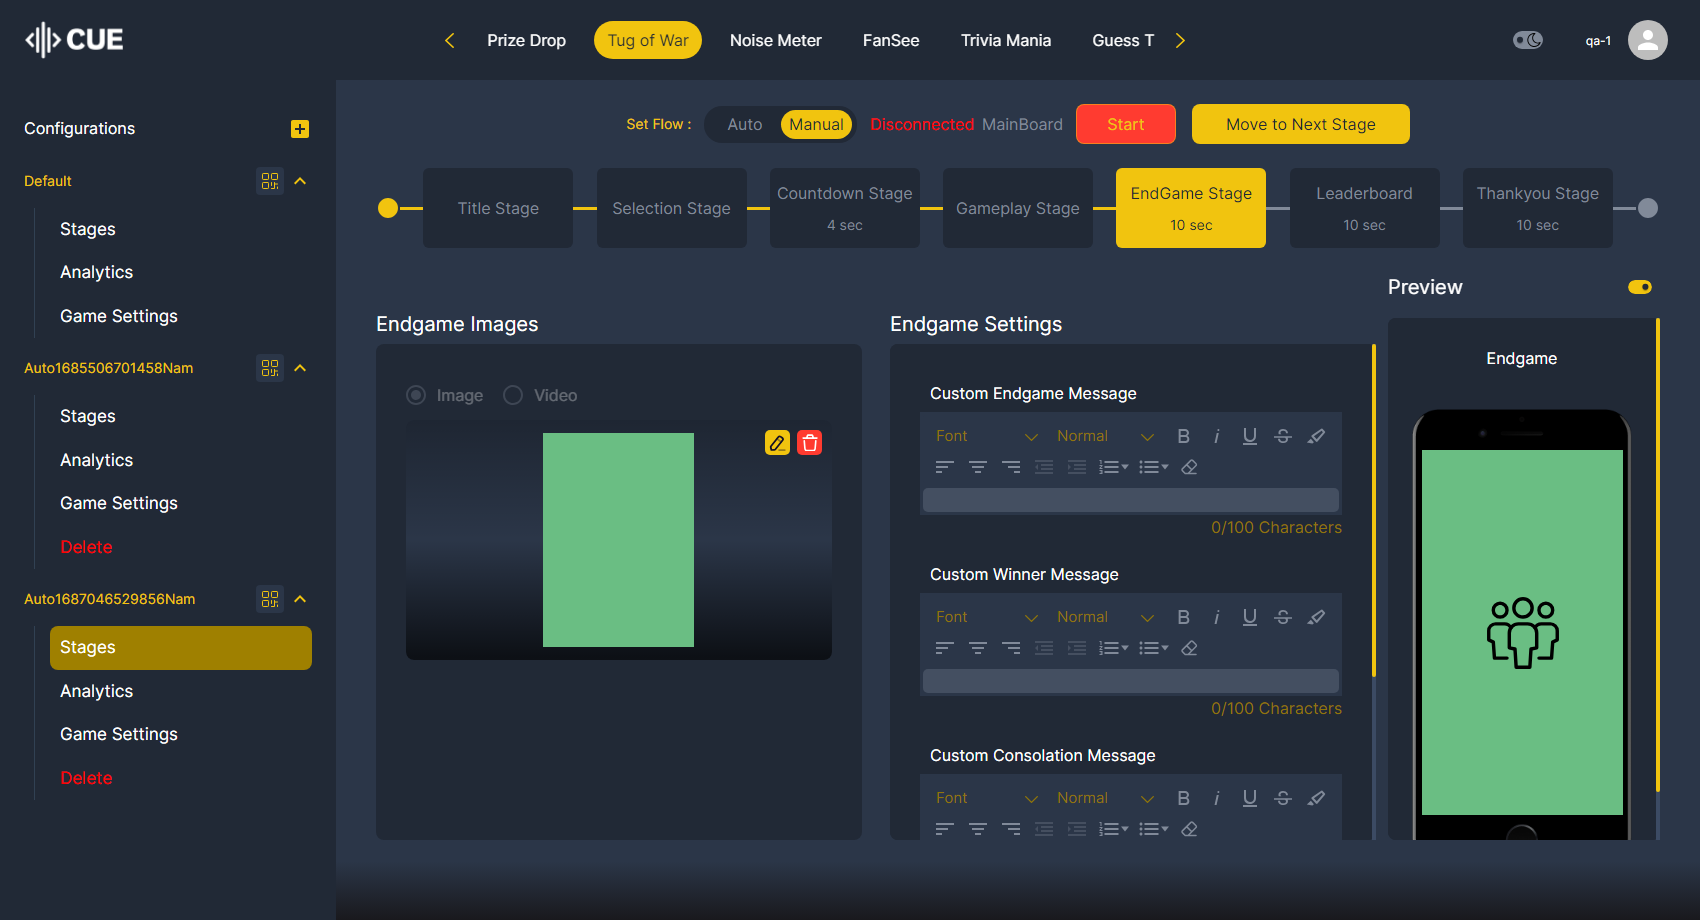 CUE
Prize Drop
Tug of War
Noise Meter
FanSee
Trivia Mania
Guess T
qa-1
Configurations
Default
Stages
Analytics
Game Settings
Auto1685506701458Nam
Stages
Analytics
Game Settings
Delete
Auto1687046529856Nam
Stages
Analytics
Game Settings
Delete
Set Flow :
Auto
Manual
Disconnected MainBoard
Start
Move to Next Stage
Title Stage
Selection Stage
Countdown Stage
4 sec
Gameplay Stage
EndGame Stage
10 sec
Leaderboard
10 sec
Thankyou Stage
10 sec
Endgame Images
Image
Video
Endgame Settings
Custom Endgame Message
Font
Normal
B
i
U
S
0/100 Characters
Custom Winner Message
Font
Normal
B
i
U
S
0/100 Characters
Custom Consolation Message
Font
Normal
B
i
U
S
Preview
Endgame